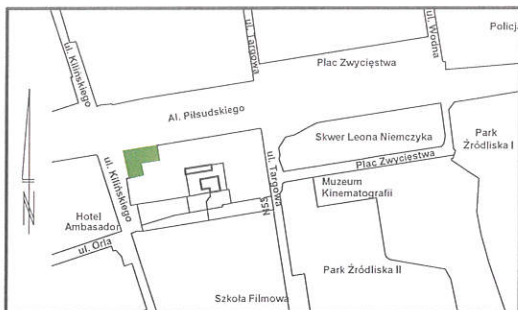 ul. Kilińskiego
ul. Targowa
ul. Wodna
Policja
Plac Zwycięstwa
Al. Piłsudskiego
Skwer Leona Niemczyka
Park
Źródliska I
ul. Kilińskiego
ul. Targowa
Plac Zwycięstwa
Muzeum
Kinematografii
N
N55
Hotel
Ambasador
ul. Orla
Park Źródliska II
Szkoła Filmowa